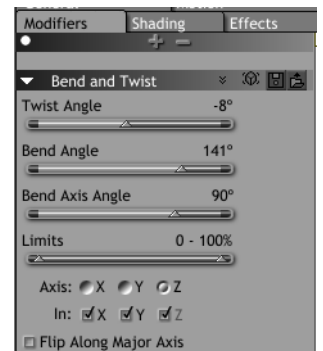 Modifiers Shading Effects
Bend and Twist
Twist Angle -8°
Bend Angle 141°
Bend Axis Angle 90°
Limits 0 - 100%
Axis: X Y Z
In: X Y Z
Flip Along Major Axis